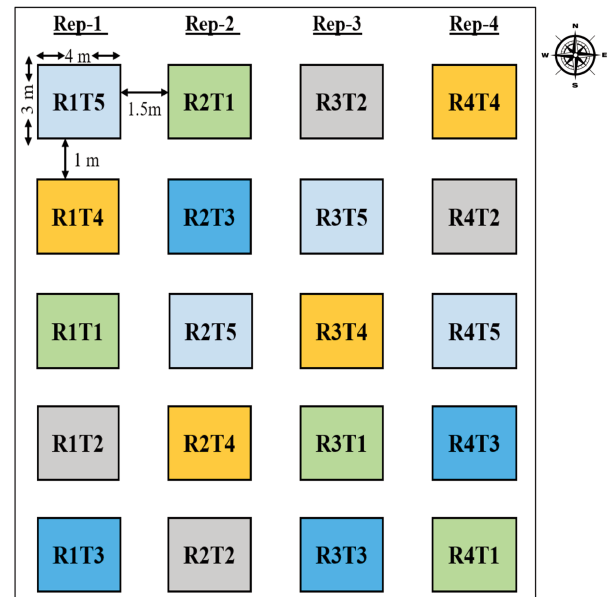 Rep-1 Rep-2 Rep-3 Rep-4
N
W E
S
4 m
3 m
1.5m
1 m
R1T5 R2T1 R3T2 R4T4
R1T4 R2T3 R3T5 R4T2
R1T1 R2T5 R3T4 R4T5
R1T2 R2T4 R3T1 R4T3
R1T3 R2T2 R3T3 R4T1